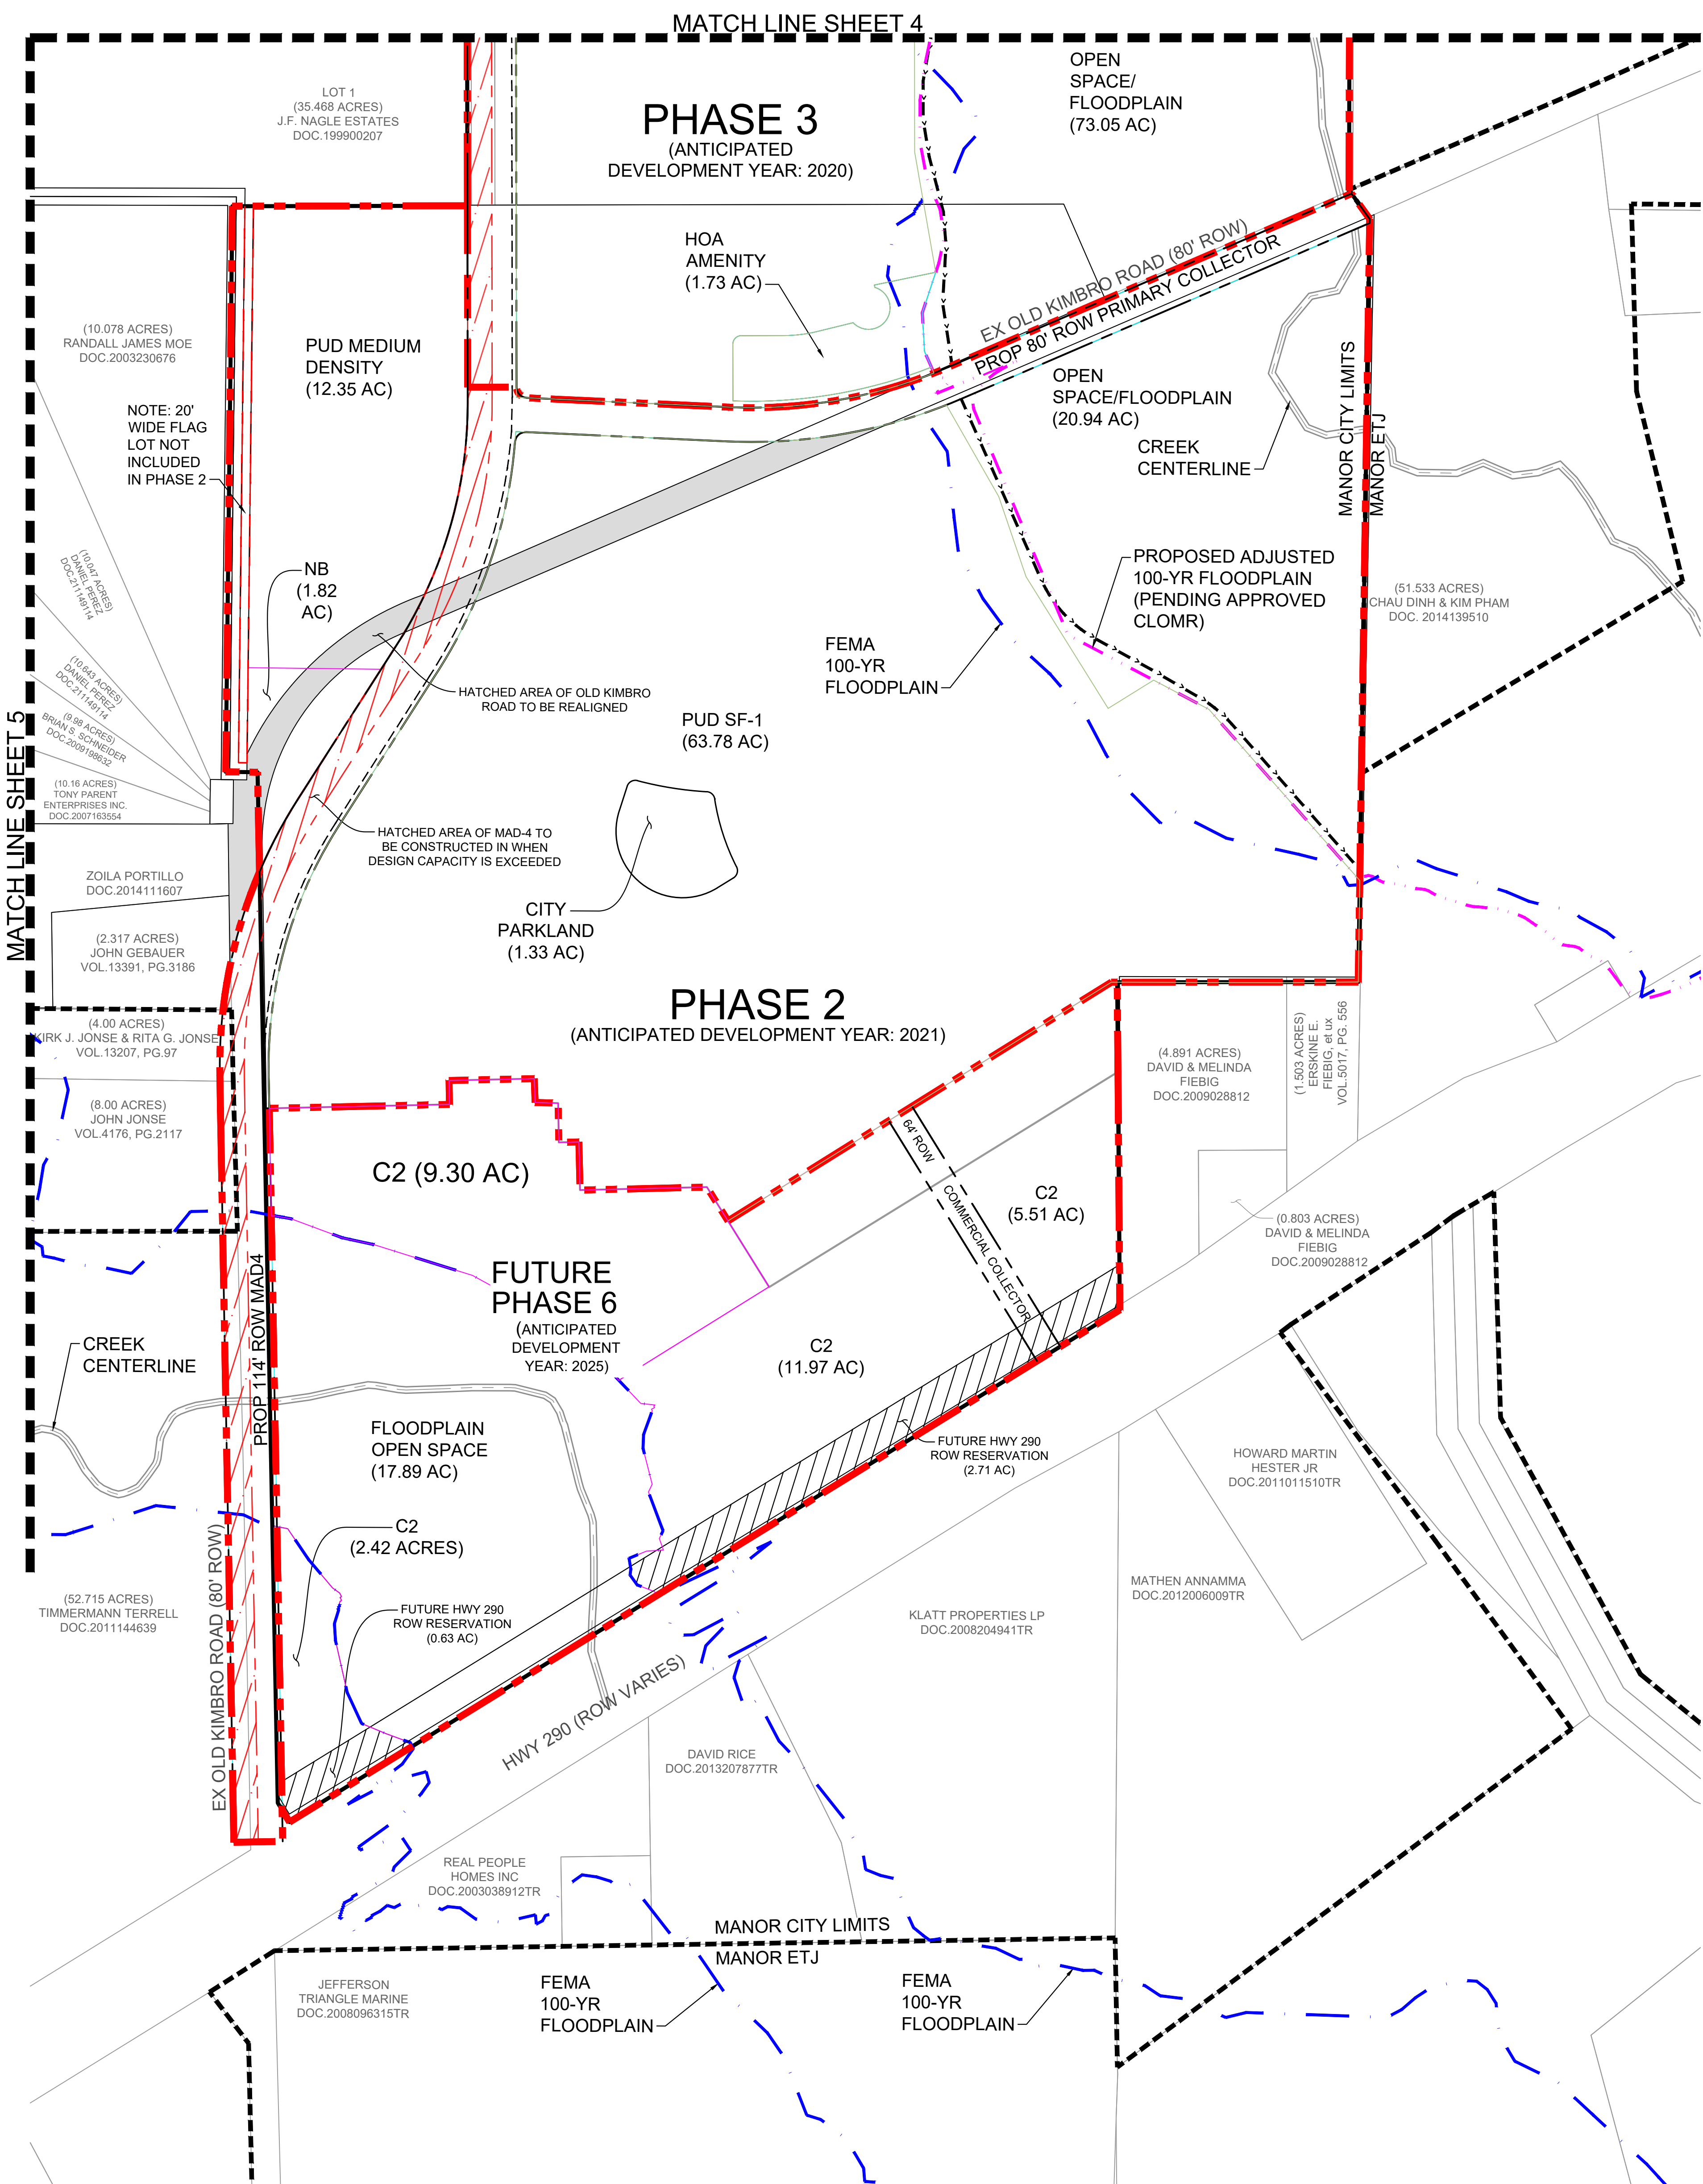 MATCH LINE SHEET 4
LOT 1
(35.468 ACRES)
J.F. NAGLE ESTATES
DOC.199900207
PHASE 3
(ANTICIPATED
DEVELOPMENT YEAR: 2020)
OPEN
SPACE/
FLOODPLAIN
(73.05 AC)
HOA
AMENITY
(1.73 AC)
EX OLD KIMBRO ROAD (80' ROW)
PROP 80' ROW PRIMARY COLLECTOR
(10.078 ACRES)
RANDALL JAMES MOE
DOC.2003230676
PUD MEDIUM
DENSITY
(12.35 AC)
NOTE: 20'
WIDE FLAG
LOT NOT
INCLUDED
IN PHASE 2
OPEN
SPACE/FLOODPLAIN
(20.94 AC)
CREEK
CENTERLINE
MANOR CITY LIMITS
MANOR ETJ
(10.047 ACRES)
DANIEL PEREZ
DOC.211149114
NB
(1.82
AC)
PROPOSED ADJUSTED
100-YR FLOODPLAIN
(PENDING APPROVED
CLOMR)
(51.533 ACRES)
CHAU DINH & KIM PHAM
DOC. 2014139510
FEMA
100-YR
FLOODPLAIN
(10.643 ACRES)
DANIEL PEREZ
DOC.211149114
HATCHED AREA OF OLD KIMBRO
ROAD TO BE REALIGNED
PUD SF-1
(63.78 AC)
(9.98 ACRES)
BRIAN S. SCHNEIDER
DOC.2009198632
MATCH LINE SHEET 5
(10.16 ACRES)
TONY PARENT
ENTERPRISES INC.
DOC.2007163554
HATCHED AREA OF MAD-4 TO
BE CONSTRUCTED IN WHEN
DESIGN CAPACITY IS EXCEEDED
ZOILA PORTILLO
DOC.2014111607
CITY
PARKLAND
(1.33 AC)
(2.317 ACRES)
JOHN GEBAUER
VOL.13391, PG.3186
PHASE 2
(ANTICIPATED DEVELOPMENT YEAR: 2021)
(4.00 ACRES)
KIRK J. JONSE & RITA G. JONSE
VOL.13207, PG.97
(4.891 ACRES)
DAVID & MELINDA
FIEBIG
DOC.2009028812
(1.503 ACRES)
ERSKINE E.
FIEBIG, et ux
VOL.5017, PG. 556
(8.00 ACRES)
JOHN JONSE
VOL.4176, PG.2117
C2 (9.30 AC)
64' ROW
COMMERCIAL COLLECTOR
C2
(5.51 AC)
(0.803 ACRES)
DAVID & MELINDA
FIEBIG
DOC.2009028812
FUTURE
PHASE 6
(ANTICIPATED
DEVELOPMENT
YEAR: 2025)
PROP 114' ROW MAD4
CREEK
CENTERLINE
C2
(11.97 AC)
FLOODPLAIN
OPEN SPACE
(17.89 AC)
FUTURE HWY 290
ROW RESERVATION
(2.71 AC)
HOWARD MARTIN
HESTER JR
DOC.2011011510TR
C2
(2.42 ACRES)
EX OLD KIMBRO ROAD (80' ROW)
(52.715 ACRES)
TIMMERMANN TERRELL
DOC.2011144639
FUTURE HWY 290
ROW RESERVATION
(0.63 AC)
MATHEN ANNAMMA
DOC.2012006009TR
KLATT PROPERTIES LP
DOC.2008204941TR
HWY 290 (ROW VARIES)
DAVID RICE
DOC.2013207877TR
REAL PEOPLE
HOMES INC
DOC.2003038912TR
MANOR CITY LIMITS
MANOR ETJ
JEFFERSON
TRIANGLE MARINE
DOC.2008096315TR
FEMA
100-YR
FLOODPLAIN
FEMA
100-YR
FLOODPLAIN